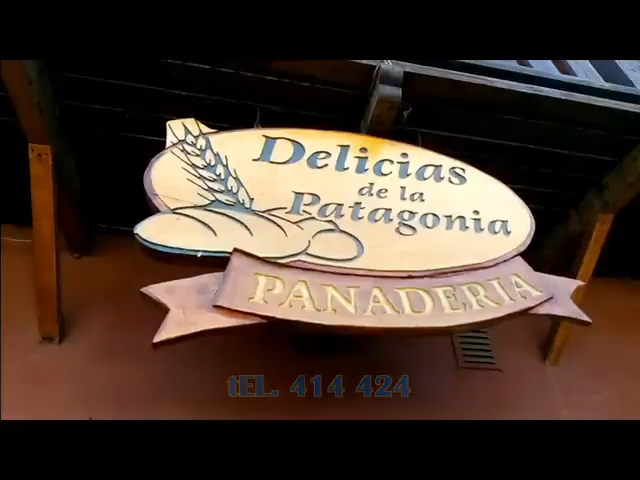 Delicias
de la
Patagonia
PANADERIA
tEL. 414 424